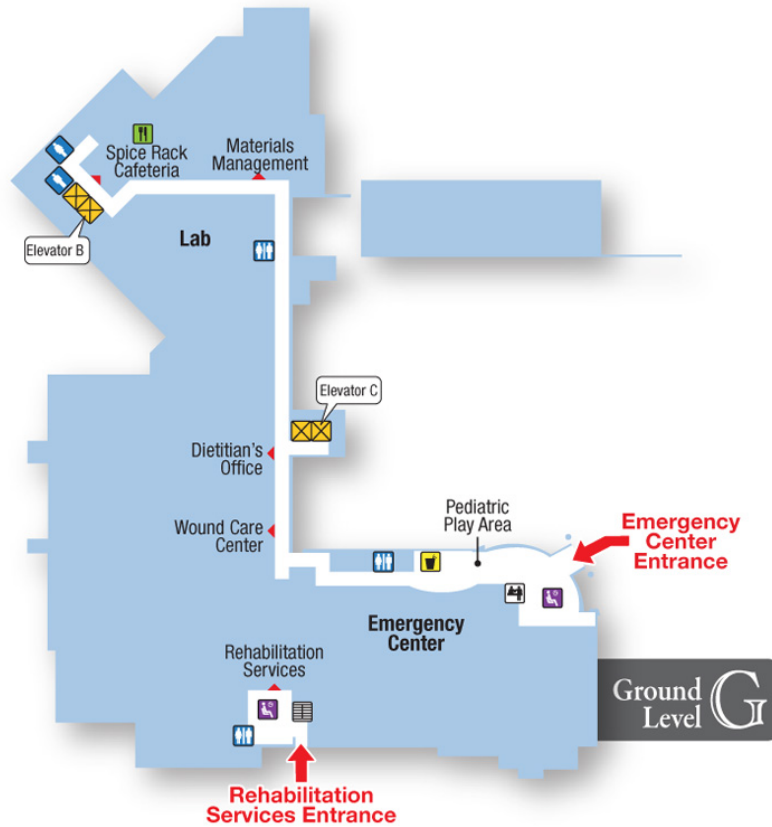 Spice Rack
Cafeteria
Materials
Management
Elevator B
Lab
Elevator C
Dietitian's
Office
Wound Care
Center
Pediatric
Play Area
Emergency
Center
Entrance
Emergency
Center
Rehabilitation
Services
Ground
Level
G
Rehabilitation
Services Entrance